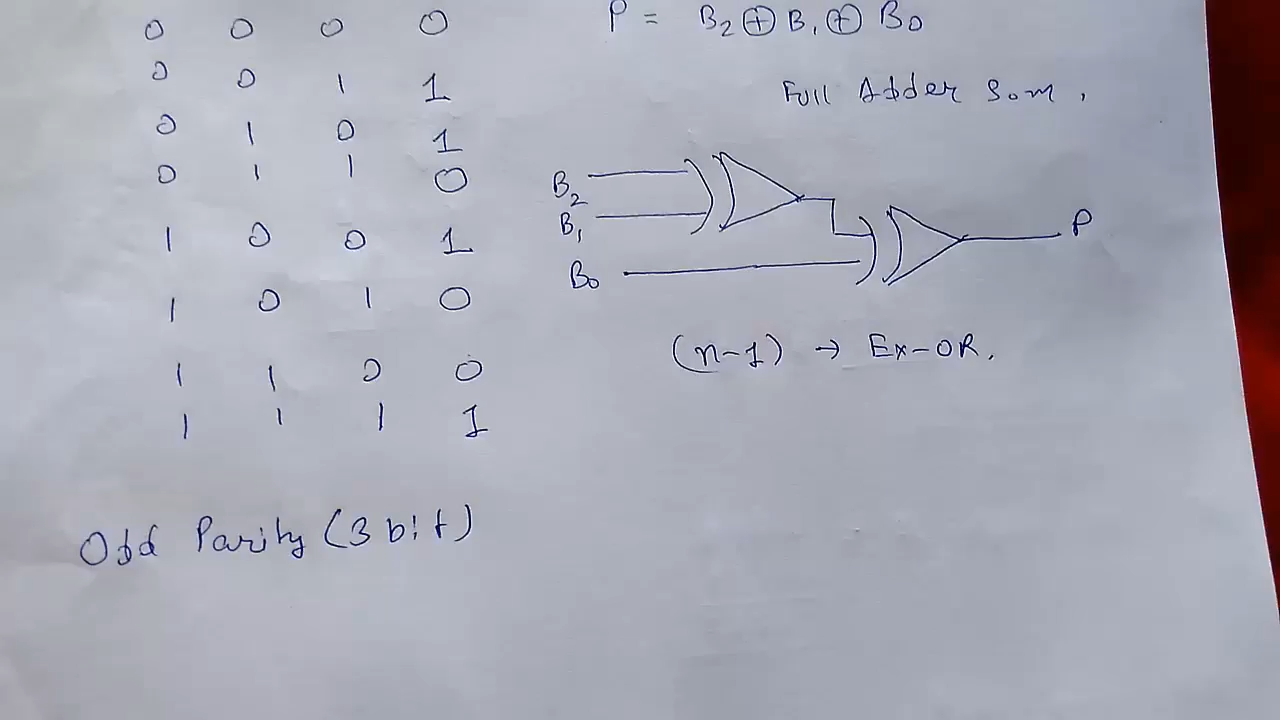 0 0 0 0
0 0 1 1
0 1 0 1
0 1 1 0
1 0 0 1
1 0 1 0
1 1 0 0
1 1 1 1
P = B₂ ⊕ B₁ ⊕ B₀
Full Adder Sum,
B₂
B₁
B₀
P
(n-1) → Ex-OR.
Odd Parity (3 bit)